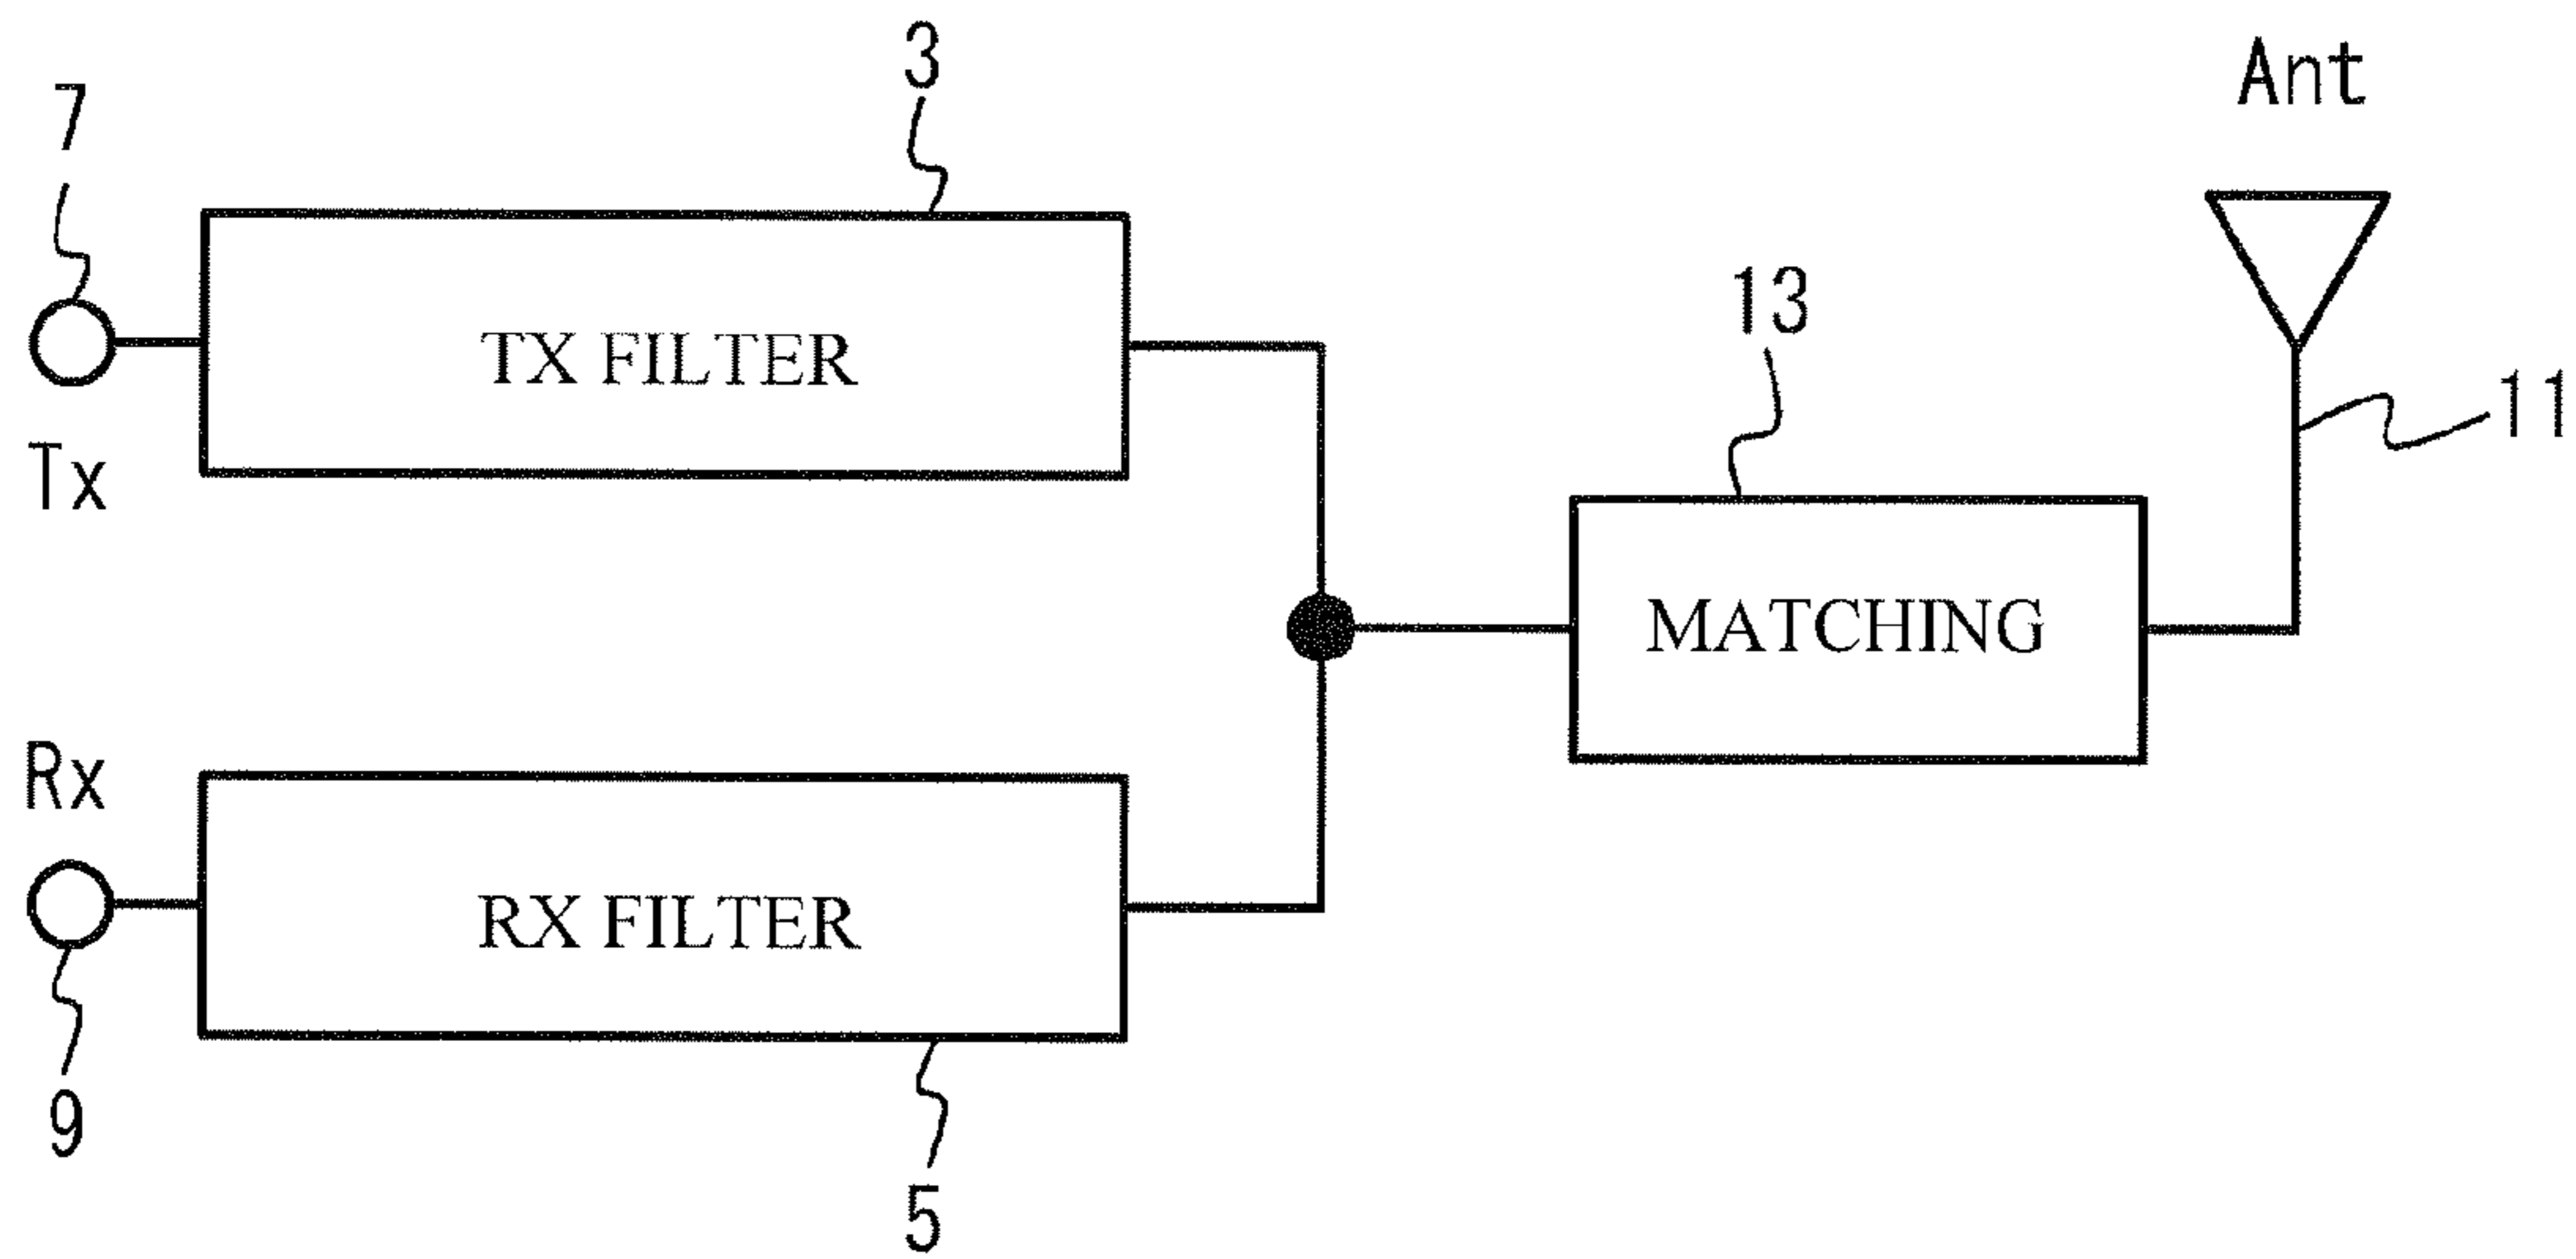 3
Ant
7
TX FILTER
13
11
Tx
MATCHING
Rx
RX FILTER
9
5